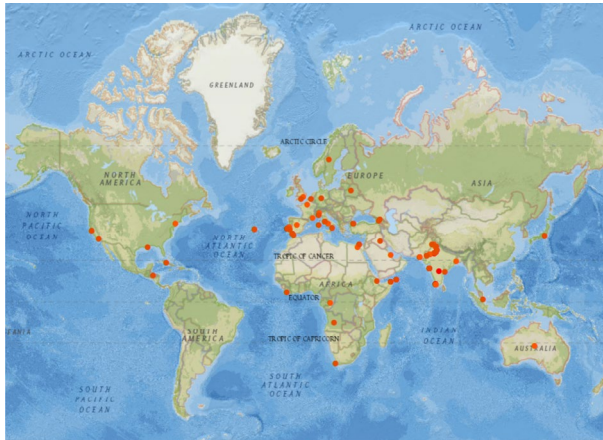 ARCTIC OCEAN
ARCTIC OCEAN
GREENLAND
ARCTIC CIRCLE
NORTH
AMERICA
EUROPE
ASIA
NORTH
PACIFIC
OCEAN
NORTH
ATLANTIC
OCEAN
TROPIC OF CANCER
AFRICA
EQUATOR
SOUTH
AMERICA
TROPIC OF CAPRICORN
INDIAN
OCEAN
AUSTRALIA
SOUTH
PACIFIC
OCEAN
SOUTH
ATLANTIC
OCEAN